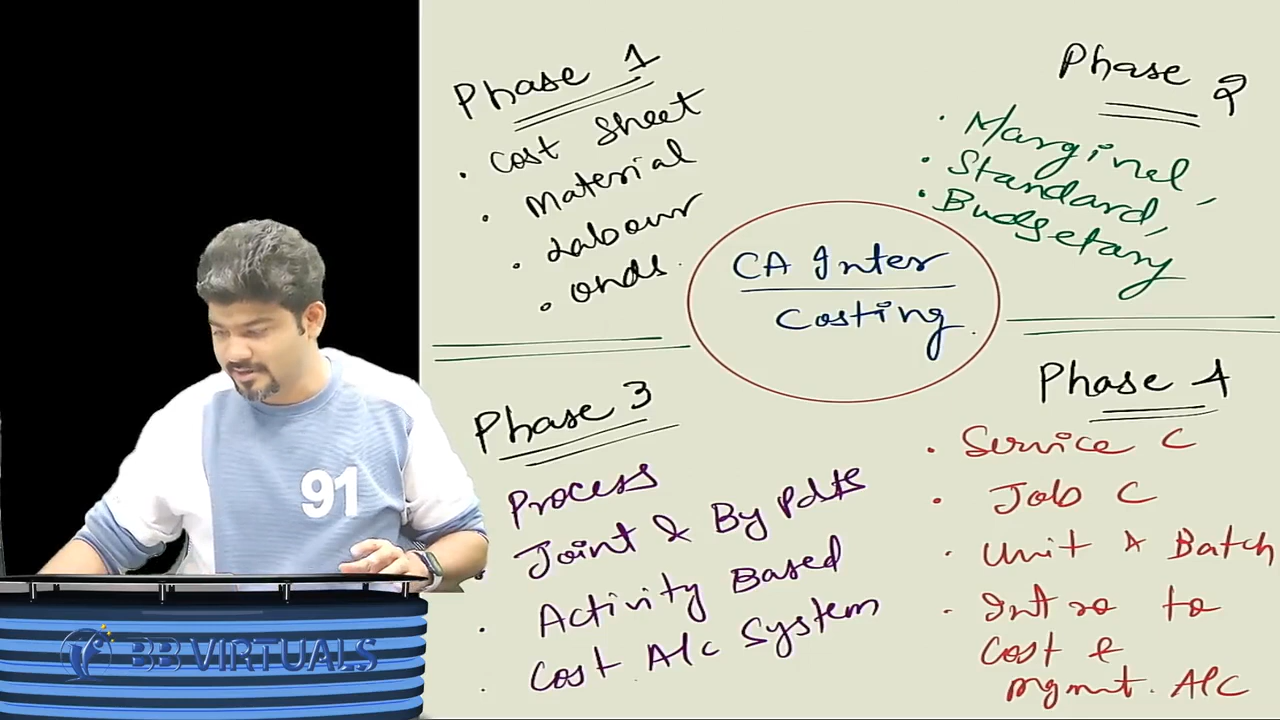 Phase 1
• Cost Sheet
• Material
• Labour
• OHDs.
Phase 2
• Marginal,
• Standard,
• Budgetary
CA Inter
Costing.
Phase 3
Process
• Joint & By Pdts
• Activity Based
• Cost A/c System
Phase 4
• Service C
• Job C
• Unit & Batch
• Intro to
Cost &
mgmt. A/C
91
BB VIRTUALS